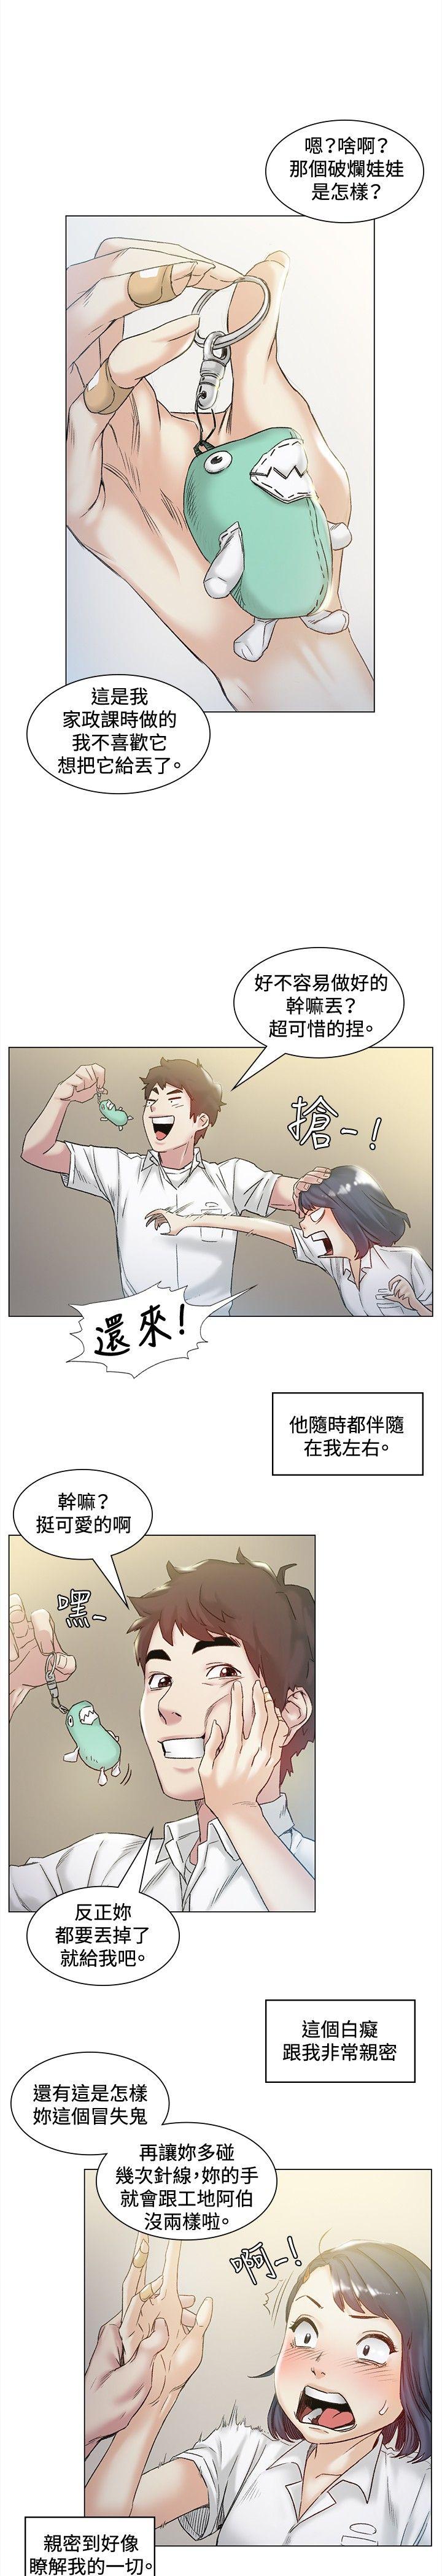 嗯？啥啊？
那個破爛娃娃
是怎樣？
這是我
家政課時做的
我不喜歡它
想把它給丟了。
好不容易做好的
幹嘛丟？
超可惜的捏。
搶-！
還來！
他隨時都伴隨
在我左右。
幹嘛？
挺可愛的啊
嘿-
反正妳
都要丟掉了
就給我吧。
這個白癡
跟我非常親密
還有這是怎樣
妳這個冒失鬼
再讓妳多碰
幾次針線，妳的手
就會跟工地阿伯
沒兩樣啦。
啊-！
親密到好像
瞭解我的一切。